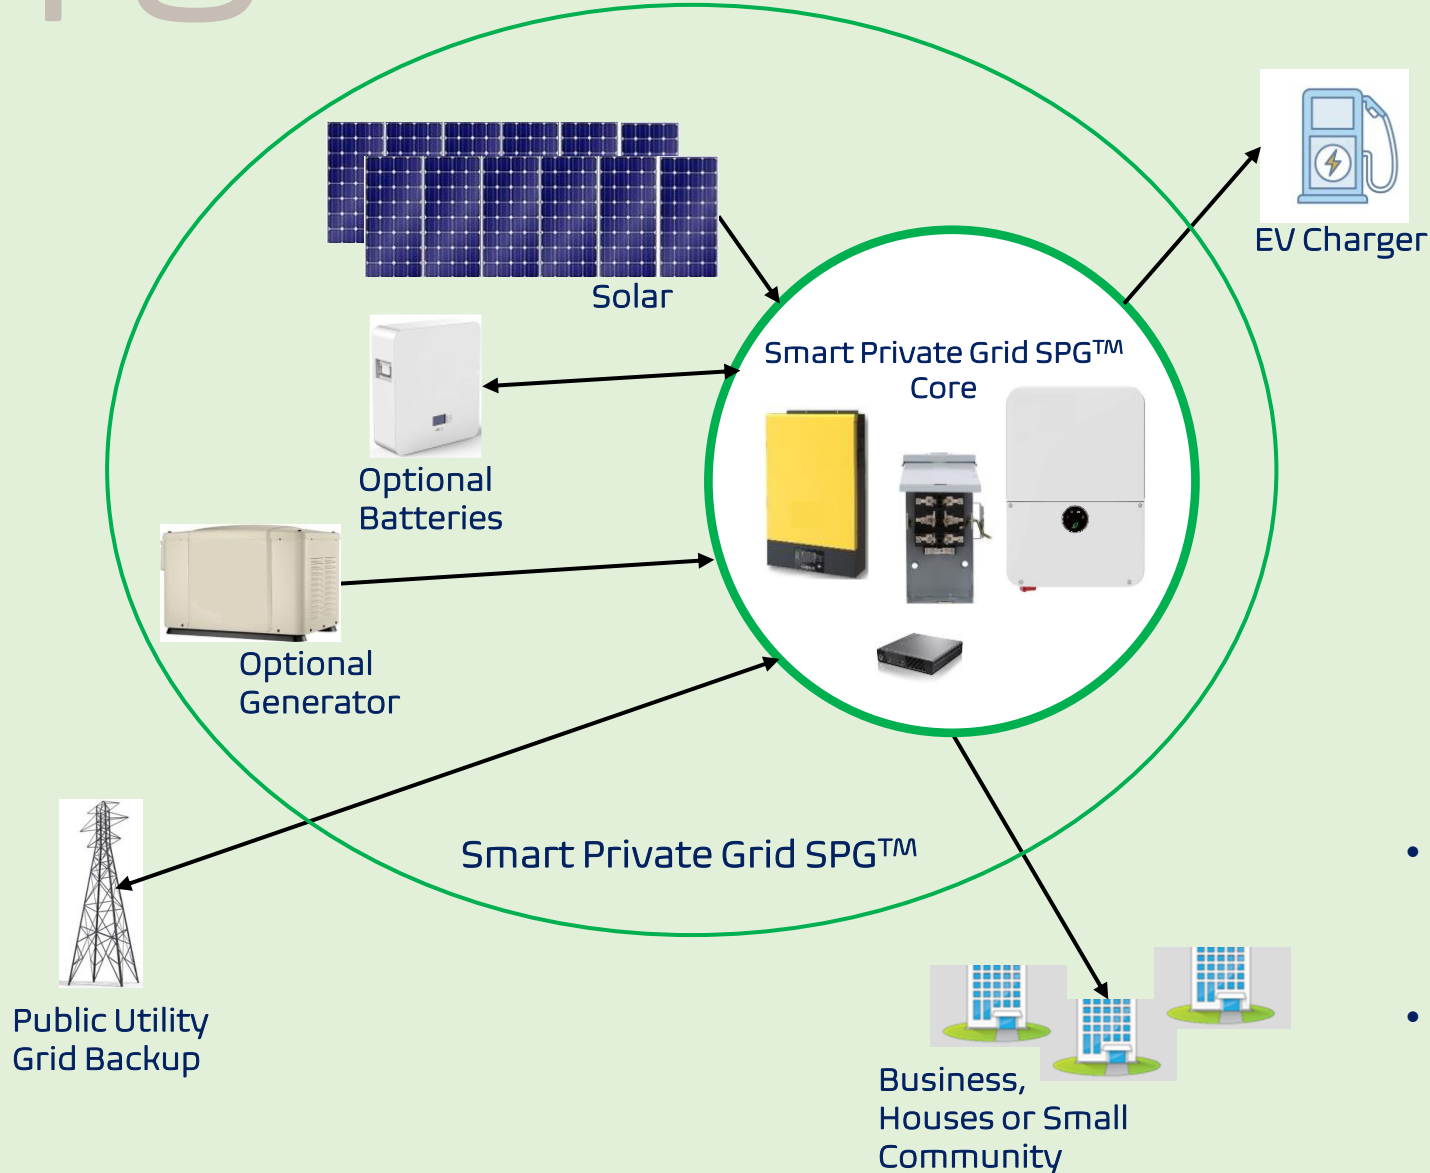 EV Charger
Solar
Smart Private Grid SPG™
Core
Optional
Batteries
Optional
Generator
Smart Private Grid SPG™
Public Utility
Grid Backup
Business,
Houses or Small
Community